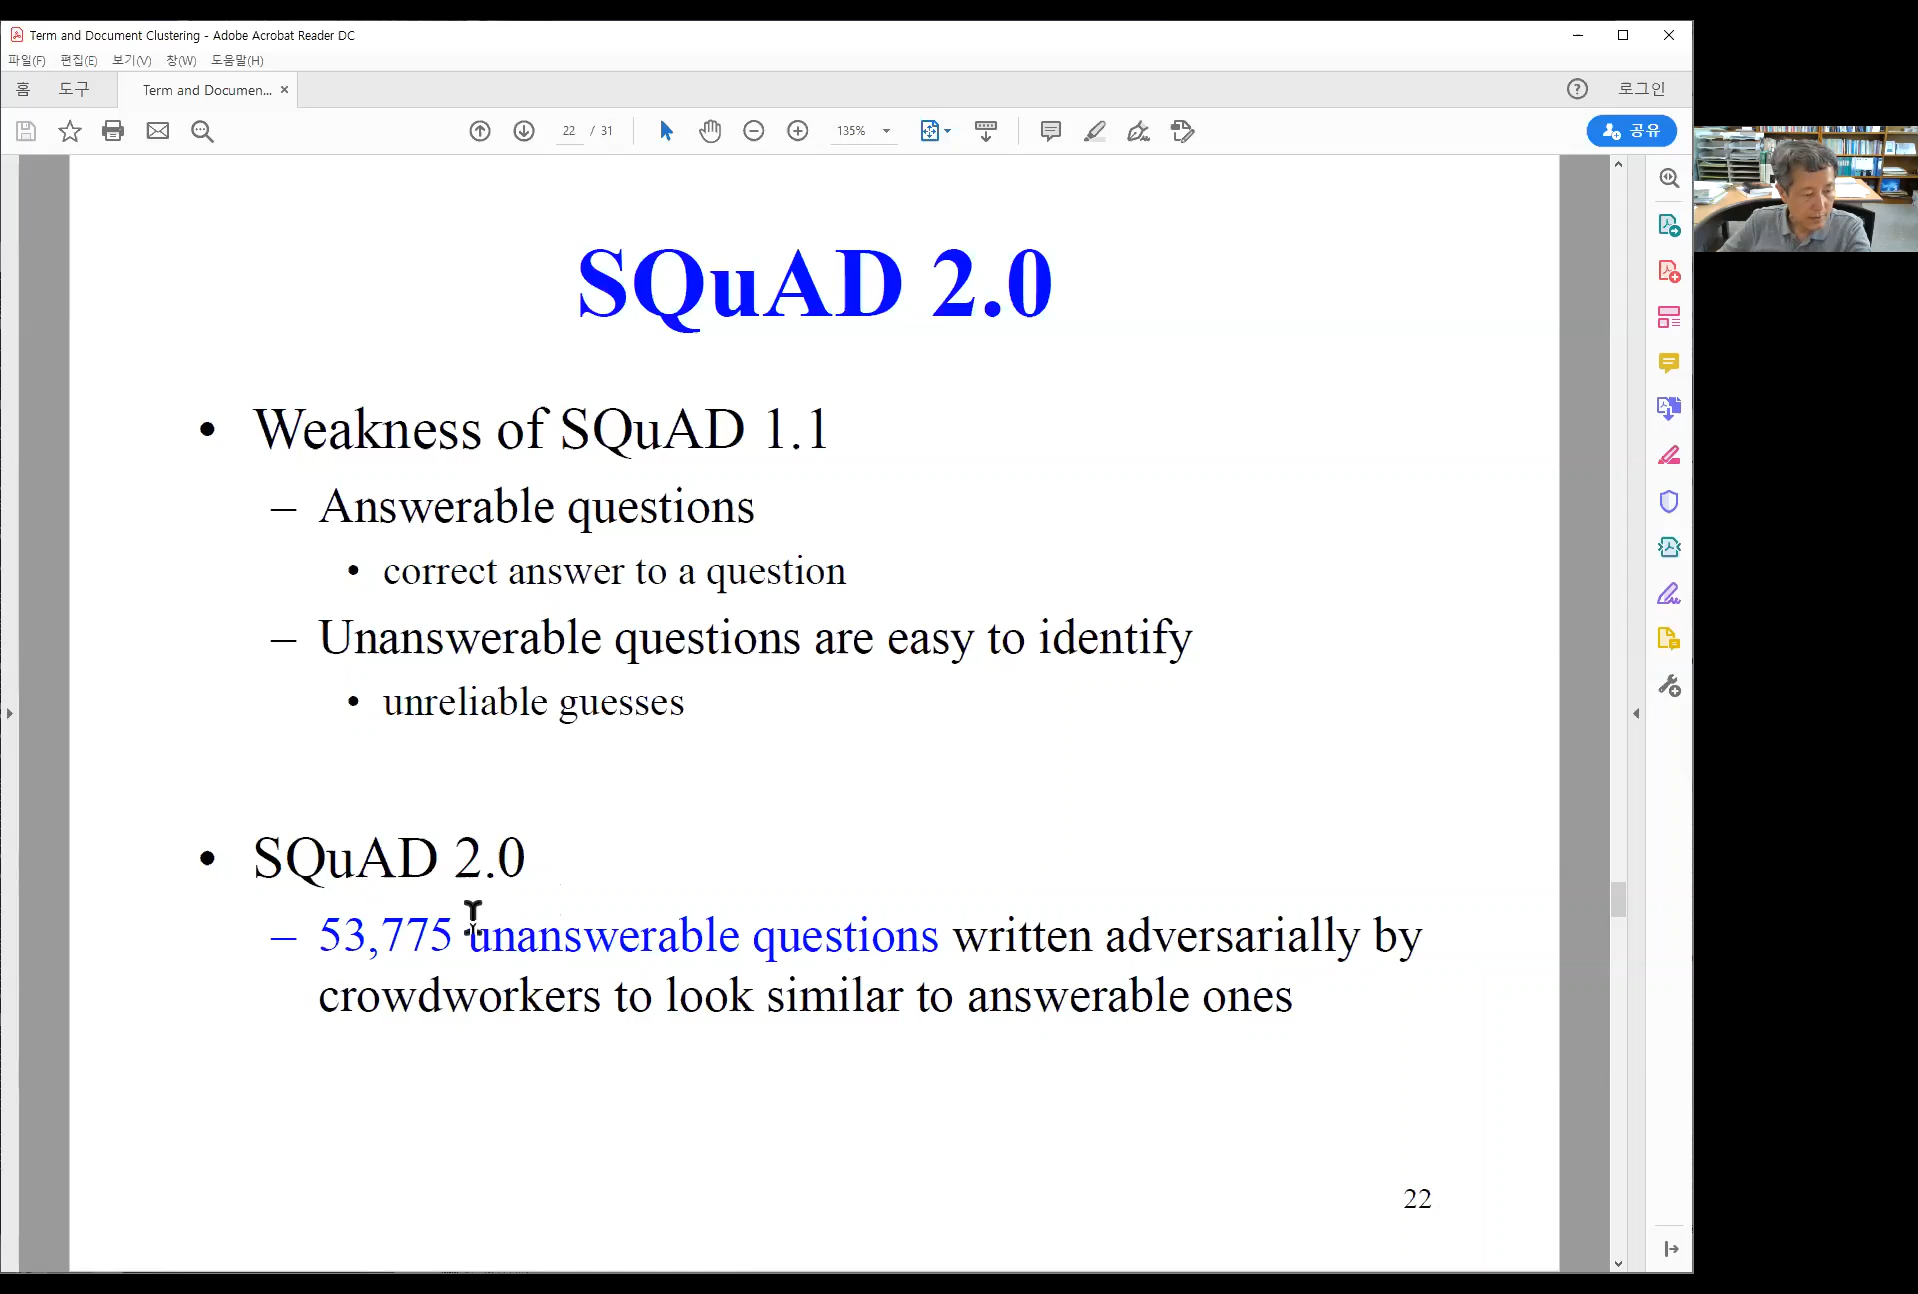 Term and Document Clustering - Adobe Acrobat Reader DC
파일(F) 편집(E) 보기(V) 창(W) 도움말(H)
홈 도구 Term and Documen... 로그인
22 / 31 135% 공유
SQuAD 2.0
• Weakness of SQuAD 1.1
– Answerable questions
• correct answer to a question
– Unanswerable questions are easy to identify
• unreliable guesses
• SQuAD 2.0
– 53,775 unanswerable questions written adversarially by
crowdworkers to look similar to answerable ones
22